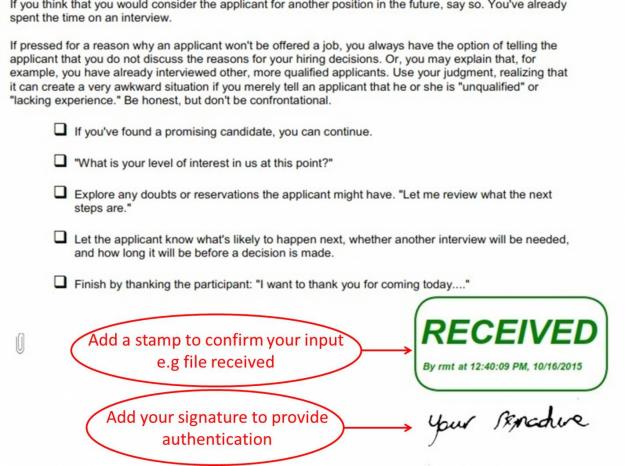 If you think that you would consider the applicant for another position in the future, say so. You've already
spent the time on an interview.
If pressed for a reason why an applicant won't be offered a job, you always have the option of telling the
applicant that you do not discuss the reasons for your hiring decisions. Or, you may explain that, for
example, you have already interviewed other, more qualified applicants. Use your judgment, realizing that
it can create a very awkward situation if you merely tell an applicant that he or she is "unqualified" or
"lacking experience." Be honest, but don't be confrontational.
If you've found a promising candidate, you can continue.
"What is your level of interest in us at this point?"
Explore any doubts or reservations the applicant might have. "Let me review what the next
steps are."
Let the applicant know what's likely to happen next, whether another interview will be needed,
and how long it will be before a decision is made.
Finish by thanking the participant: "I want to thank you for coming today...."
Add a stamp to confirm your input
e.g file received
RECEIVED
By rmt at 12:40:09 PM, 10/16/2015
Add your signature to provide
authentication
your signature